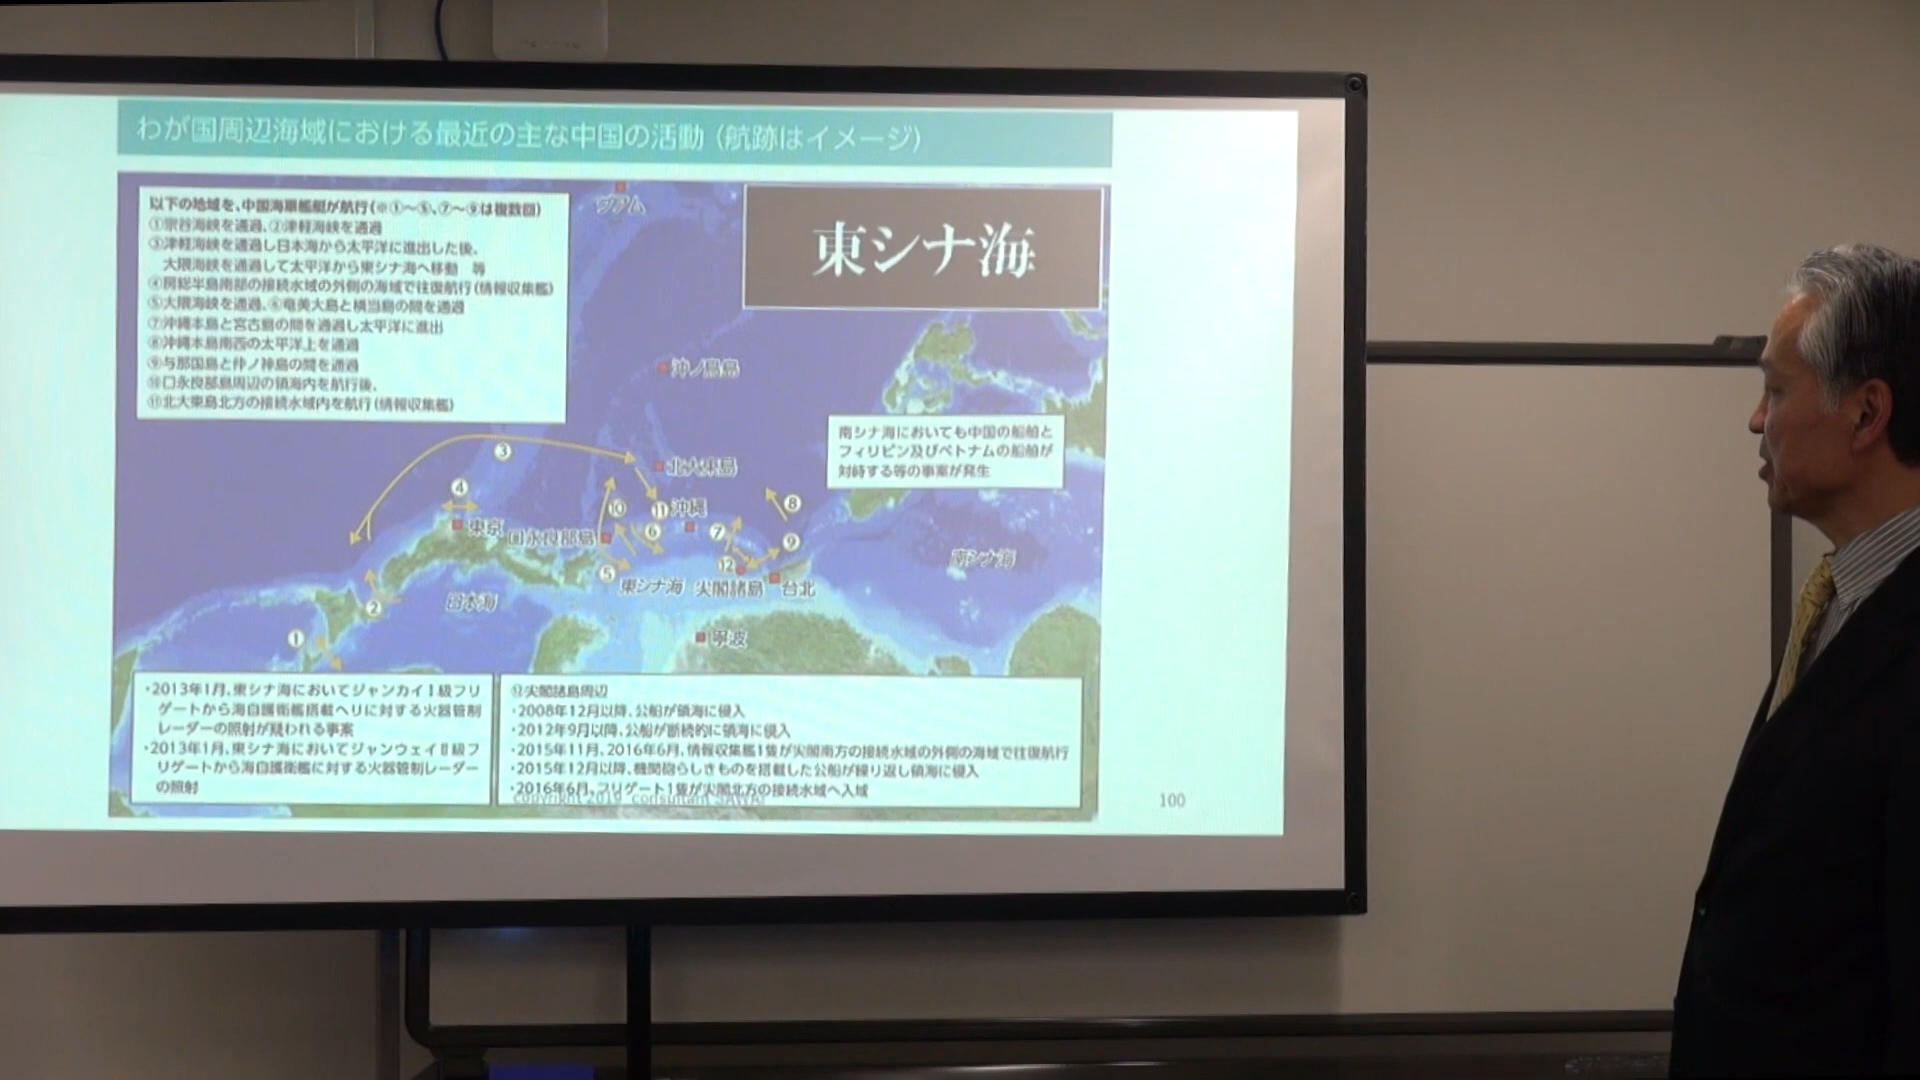 わが国周辺海域における最近の主な中国の活動（航跡はイメージ）
以下の地域を、中国海軍艦艇が航行(※①～⑤、⑦～⑨は複数回)
①宗谷海峡を通過、②津軽海峡を通過
③津軽海峡を通過し日本海から太平洋に進出した後、
大隅海峡を通過して太平洋から東シナ海へ移動 等
④房総半島南部の接続水域の外側の海域で往復航行(情報収集艦)
⑤大隅海峡を通過、⑥奄美大島と横当島の間を通過
⑦沖縄本島と宮古島の間を通過し太平洋に進出
⑧沖縄本島南西の太平洋上を通過
⑨与那国島と仲ノ神島の間を通過
⑩口永良部島周辺の領海内を航行後、
⑪北大東島北方の接続水域内を航行(情報収集艦)
東シナ海
グアム
沖ノ鳥島
南シナ海においても中国の船舶と
フィリピン及びベトナムの船舶が
対峙する等の事案が発生
③
北大東島
④
⑩
⑪
沖縄
⑧
東京
口永良部島
⑥
⑦
⑨
南シナ海
⑤
東シナ海
⑫
尖閣諸島
台北
②
日本海
①
寧波
・2013年1月、東シナ海においてジャンカイⅠ級フリ
ゲートから海自護衛艦搭載ヘリに対する火器管制
レーダーの照射が疑われる事案
・2013年1月、東シナ海においてジャンウェイⅡ級フ
リゲートから海自護衛艦に対する火器管制レーダー
の照射
⑫尖閣諸島周辺
・2008年12月以降、公船が領海に侵入
・2012年9月以降、公船が断続的に領海に侵入
・2015年11月、2016年6月、情報収集艦1隻が尖閣南方の接続水域の外側の海域で往復航行
・2015年12月以降、機関砲らしきものを搭載した公船が繰り返し領海に侵入
・2016年6月、フリゲート1隻が尖閣北方の接続水域へ入域
copyright 2019 consultant SAWAI
100